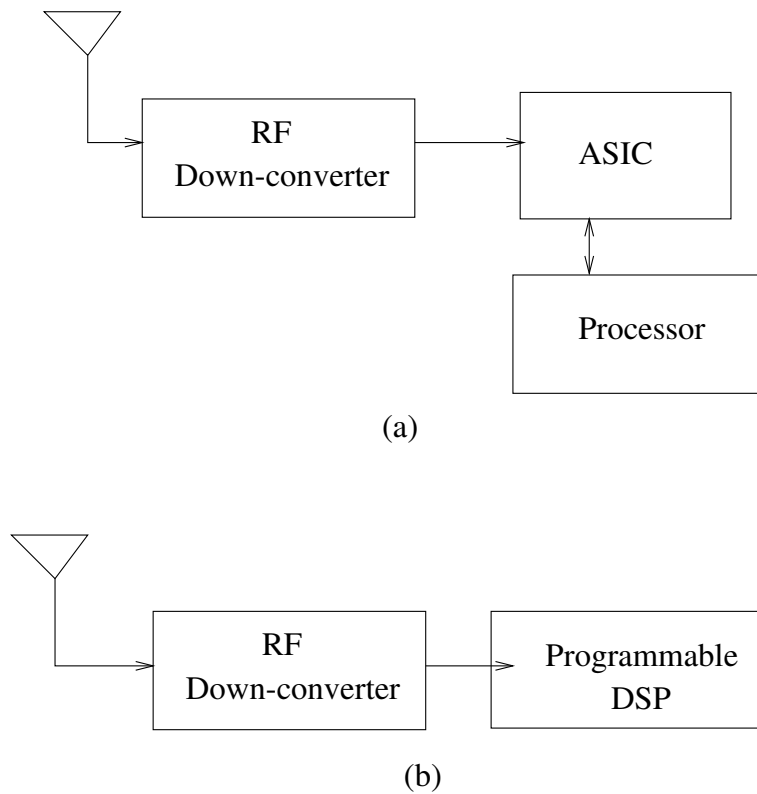 RF
Down-converter
ASIC
Processor
(a)
RF
Down-converter
Programmable
DSP
(b)